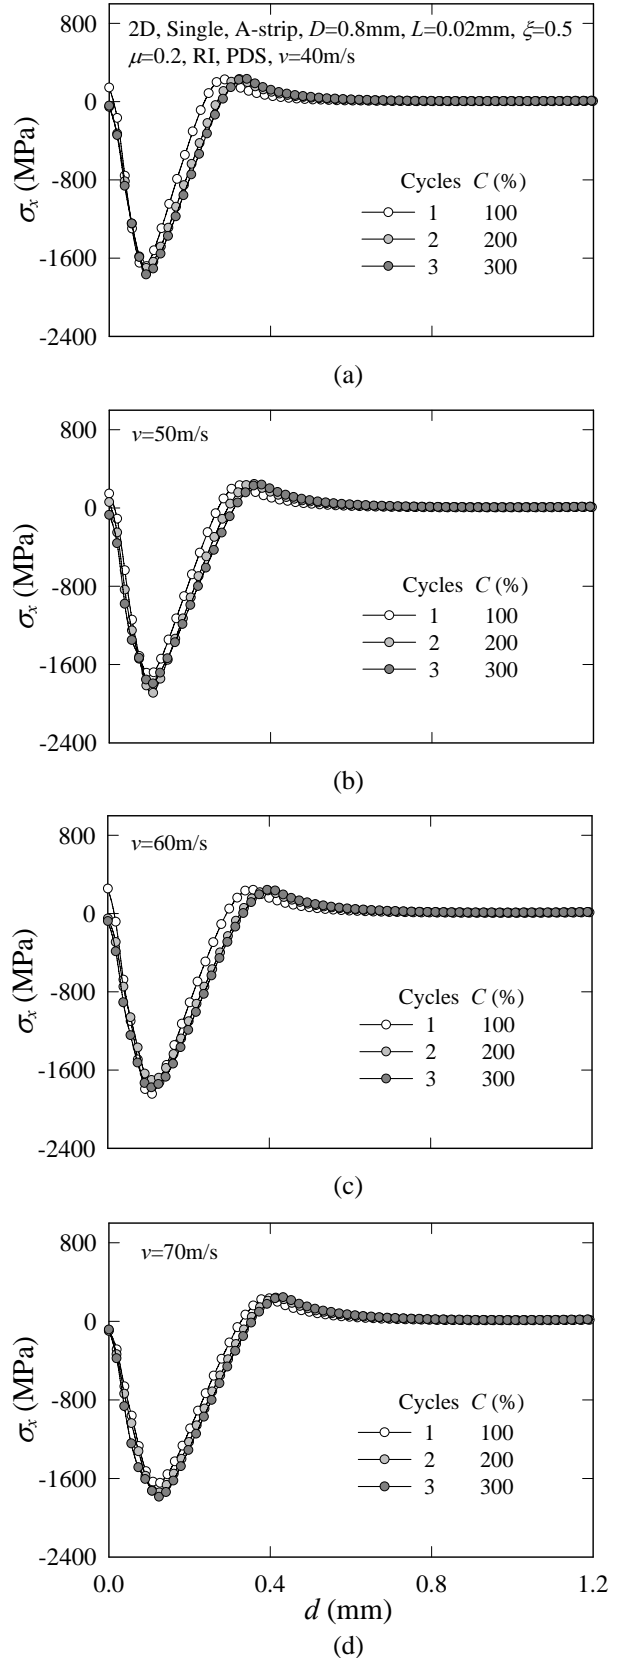 800
2D, Single, A-strip, D=0.8mm, L=0.02mm, ξ=0.5
μ=0.2, RI, PDS, v=40m/s
0
σx (MPa)
-800
Cycles C (%)
1 100
2 200
3 300
-1600
-2400
(a)
800
v=50m/s
0
σx (MPa)
-800
Cycles C (%)
1 100
2 200
3 300
-1600
-2400
(b)
800
v=60m/s
0
σx (MPa)
-800
Cycles C (%)
1 100
2 200
3 300
-1600
-2400
(c)
800
v=70m/s
0
σx (MPa)
-800
Cycles C (%)
1 100
2 200
3 300
-1600
-2400
0.0 0.4 0.8 1.2
d (mm)
(d)